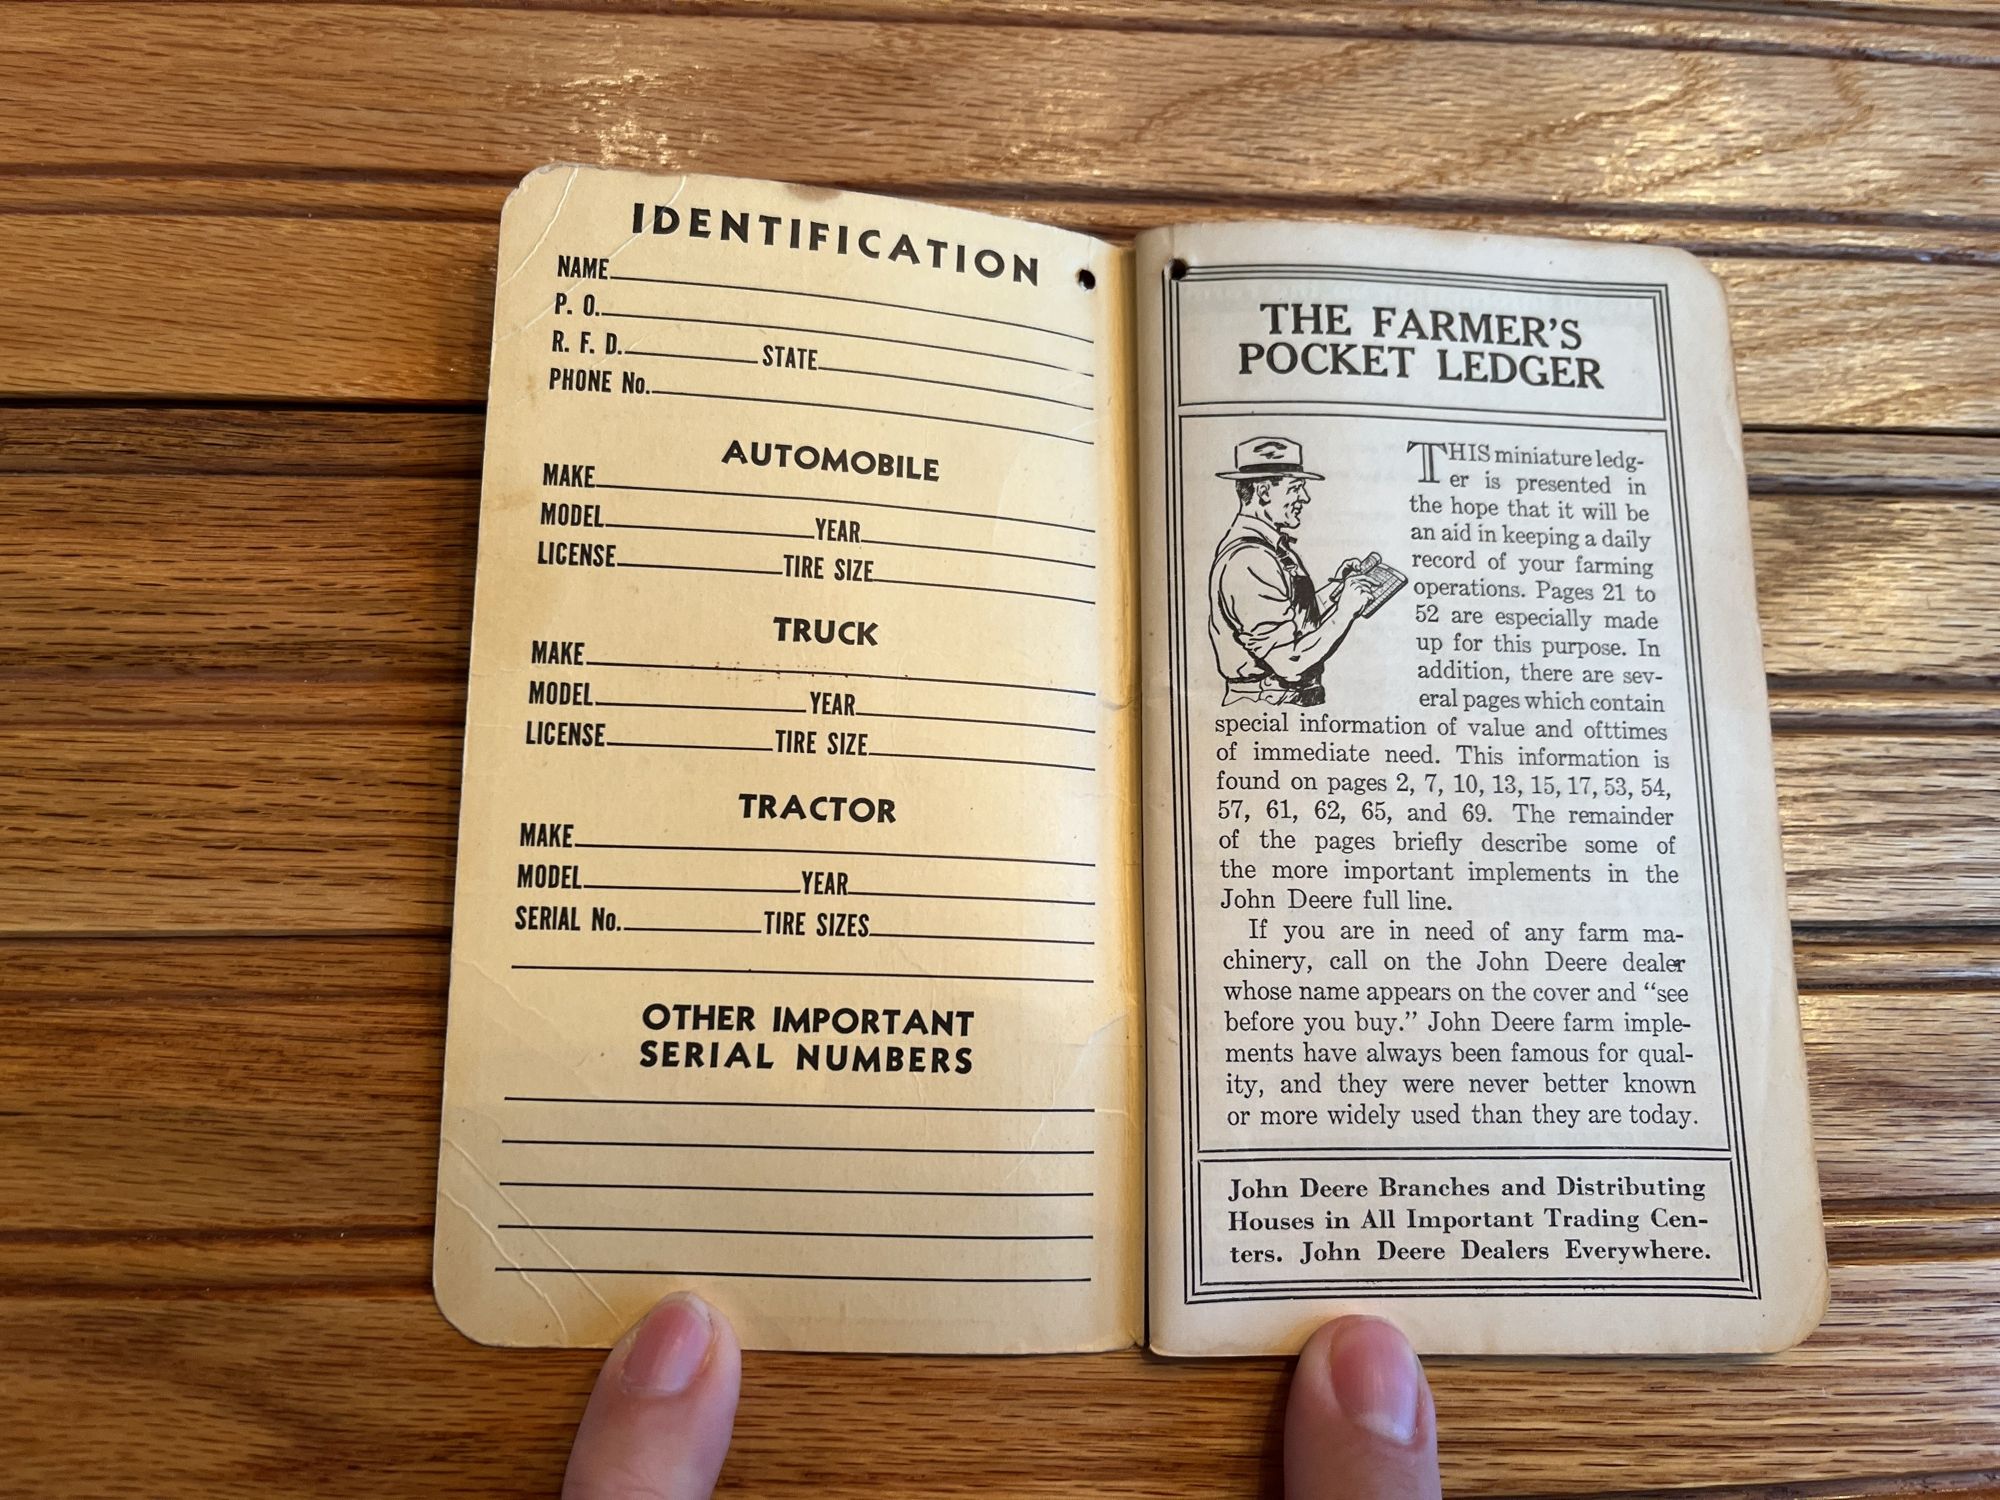 IDENTIFICATION
NAME
P. O.
R. F. D. STATE
PHONE No.
AUTOMOBILE
MAKE
MODEL YEAR
LICENSE TIRE SIZE
TRUCK
MAKE
MODEL YEAR
LICENSE TIRE SIZE
TRACTOR
MAKE
MODEL YEAR
SERIAL No. TIRE SIZES
OTHER IMPORTANT
SERIAL NUMBERS
THE FARMER'S
POCKET LEDGER
THIS miniature ledg-
er is presented in
the hope that it will be
an aid in keeping a daily
record of your farming
operations. Pages 21 to
52 are especially made
up for this purpose. In
addition, there are sev-
eral pages which contain
special information of value and ofttimes
of immediate need. This information is
found on pages 2, 7, 10, 13, 15, 17, 53, 54,
57, 61, 62, 65, and 69. The remainder
of the pages briefly describe some of
the more important implements in the
John Deere full line.
If you are in need of any farm ma-
chinery, call on the John Deere dealer
whose name appears on the cover and "see
before you buy." John Deere farm imple-
ments have always been famous for qual-
ity, and they were never better known
or more widely used than they are today.
John Deere Branches and Distributing
Houses in All Important Trading Cen-
ters. John Deere Dealers Everywhere.